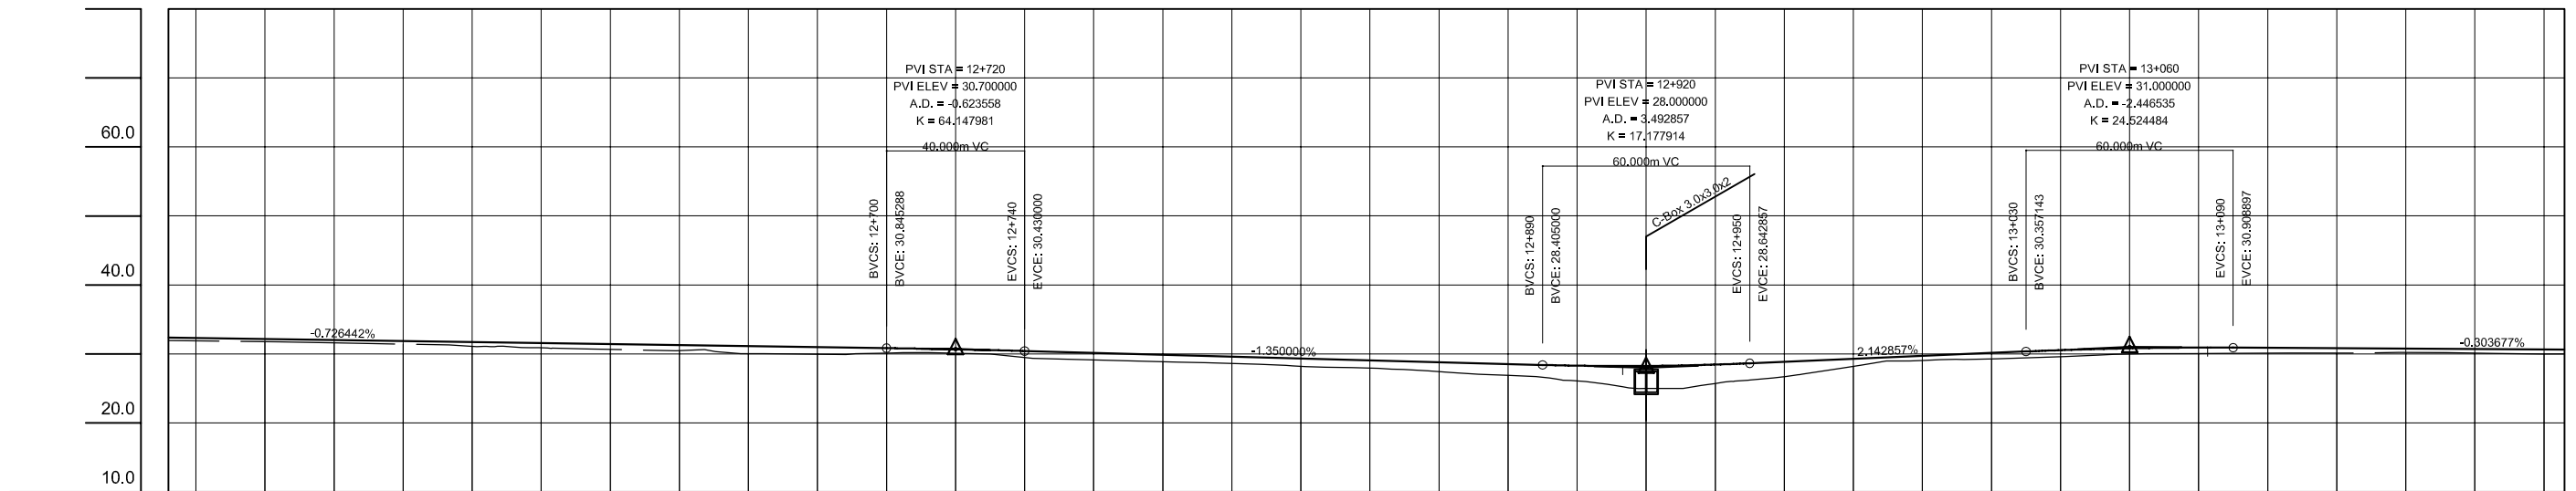 60.0
40.0
20.0
10.0
PVI STA = 12+720
PVI ELEV = 30.700000
A.D. = -0.623558
K = 64.147981
40.000m VC
BVCS: 12+700
BVCE: 30.845288
EVCS: 12+740
EVCE: 30.430000
PVI STA = 12+920
PVI ELEV = 28.000000
A.D. = 3.492857
K = 17.177914
60.000m VC
C-Box 3.0x3.0x2
BVCS: 12+890
BVCE: 28.405000
EVCS: 12+950
EVCE: 28.642857
PVI STA = 13+060
PVI ELEV = 31.000000
A.D. = -2.446535
K = 24.524484
60.000m VC
BVCS: 13+030
BVCE: 30.357143
EVCS: 13+090
EVCE: 30.908897
-0.726442%
-1.350000%
2.142857%
-0.303677%